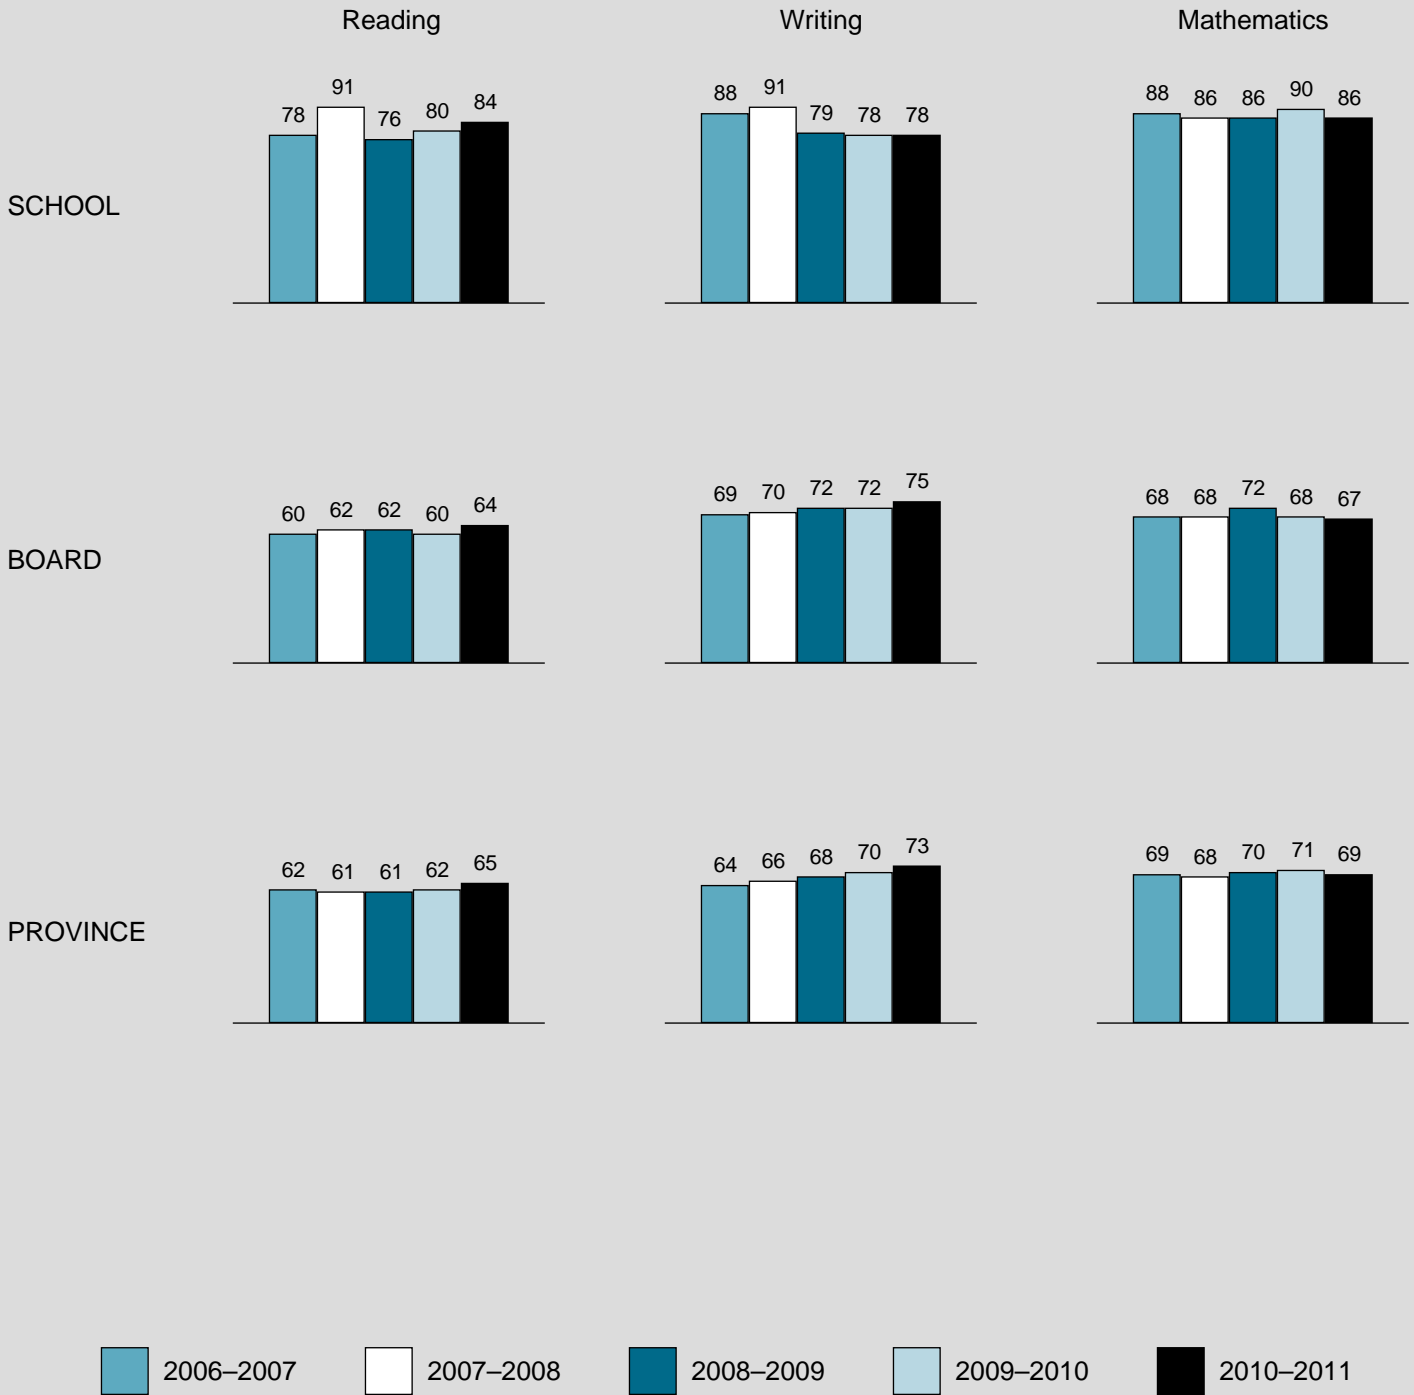 Reading Writing Mathematics
SCHOOL
78 91 76 80 84
88 91 79 78 78
88 86 86 90 86
BOARD
60 62 62 60 64
69 70 72 72 75
68 68 72 68 67
PROVINCE
62 61 61 62 65
64 66 68 70 73
69 68 70 71 69
2006–2007 2007–2008 2008–2009 2009–2010 2010–2011